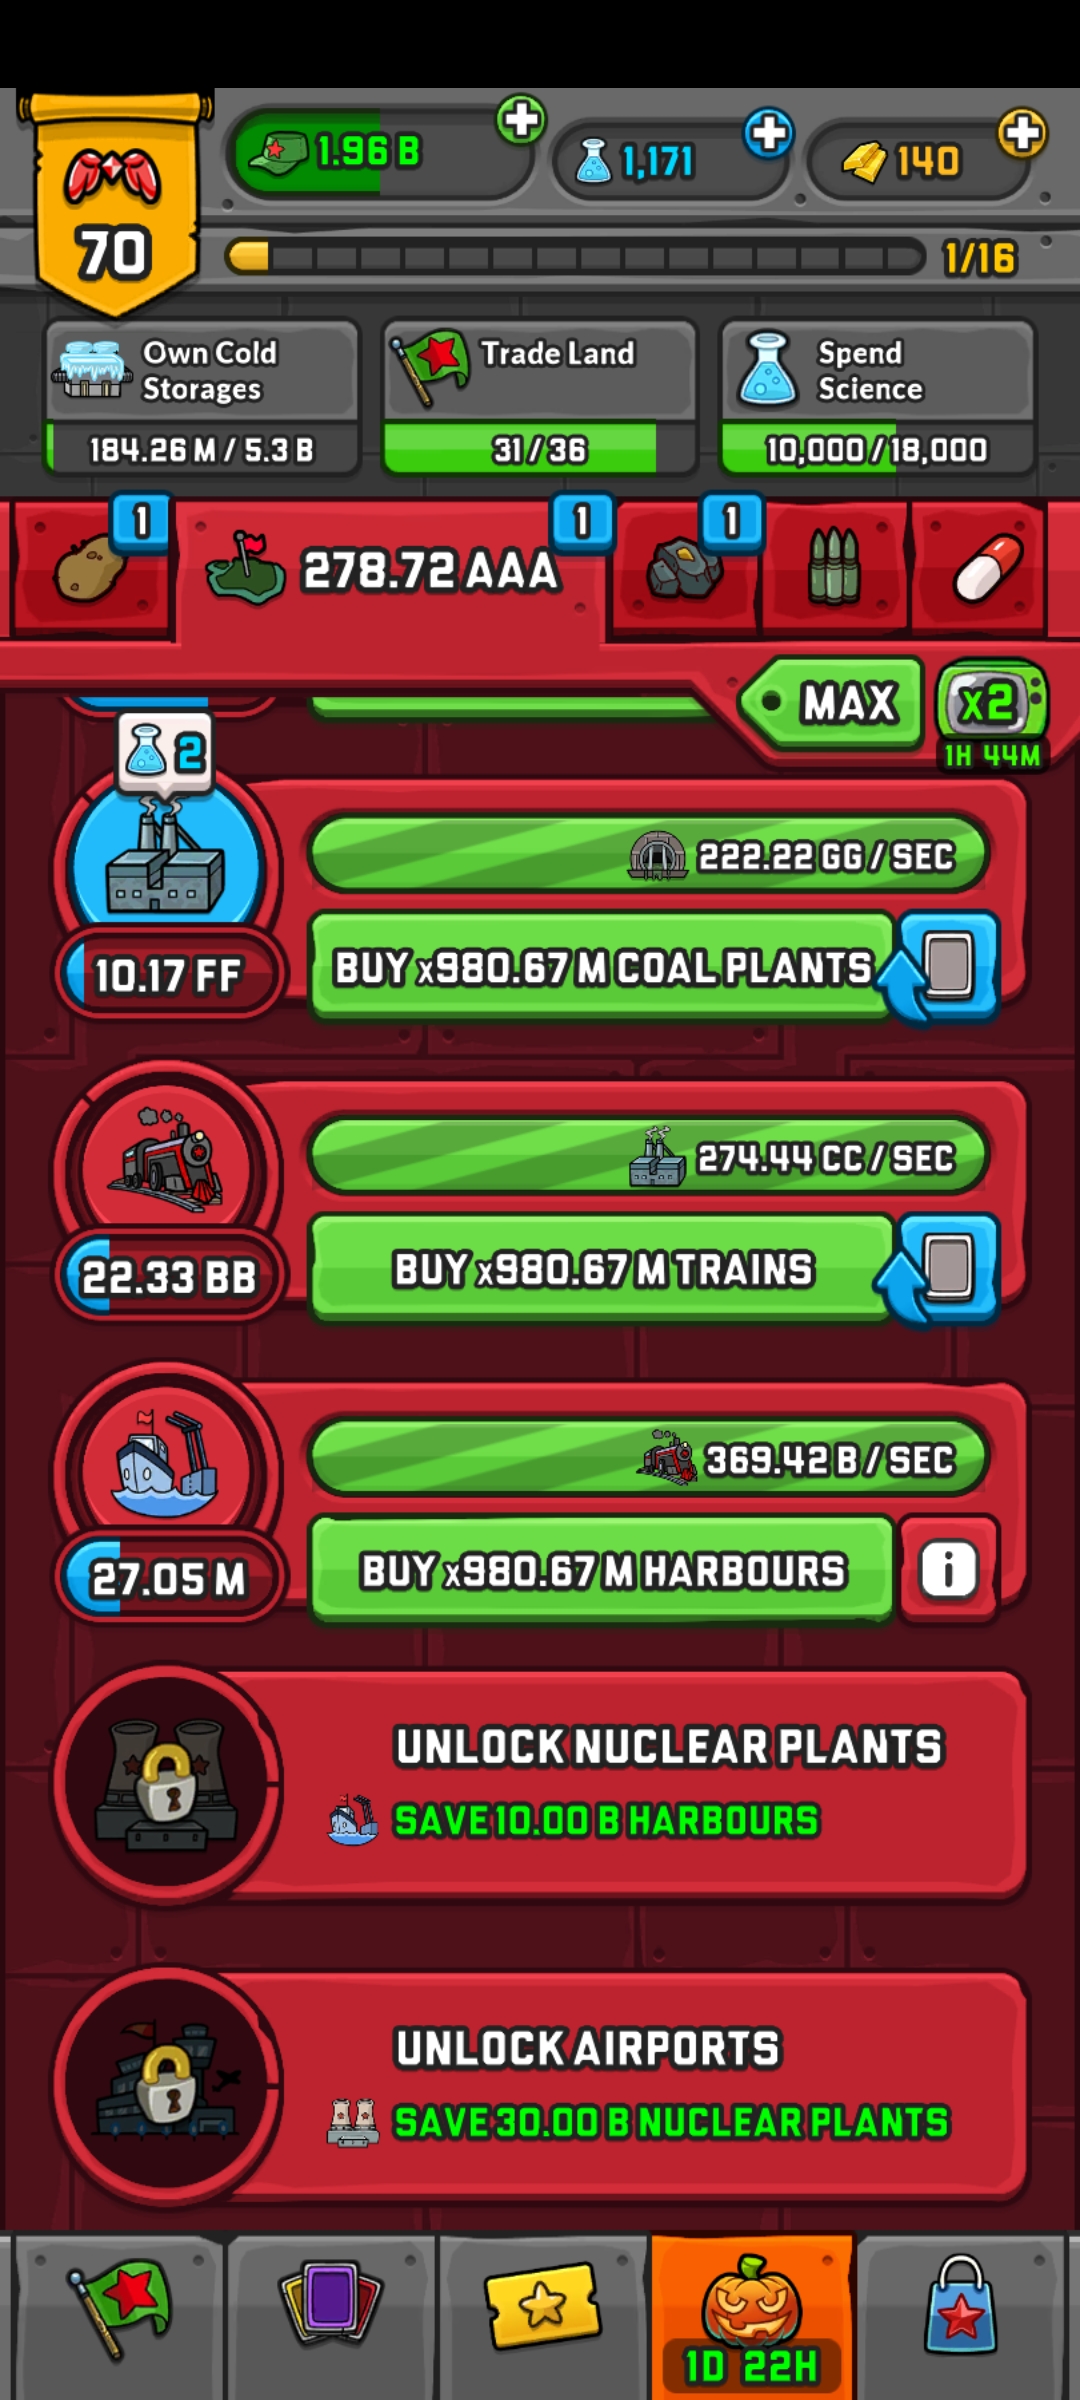 70
1.96 B
1,171
140
1/16
Own Cold
Storages
184.26 M / 5.3 B
Trade Land
31 / 36
Spend
Science
10,000 / 18,000
1
278.72 AAA
1
1
MAX
x2
1H 44M
2
222.22 GG / SEC
10.17 FF
BUY x980.67 M COAL PLANTS
274.44 CC / SEC
22.33 BB
BUY x980.67 M TRAINS
369.42 B / SEC
27.05 M
BUY x980.67 M HARBOURS
i
UNLOCK NUCLEAR PLANTS
SAVE 10.00 B HARBOURS
UNLOCK AIRPORTS
SAVE 30.00 B NUCLEAR PLANTS
1D 22H